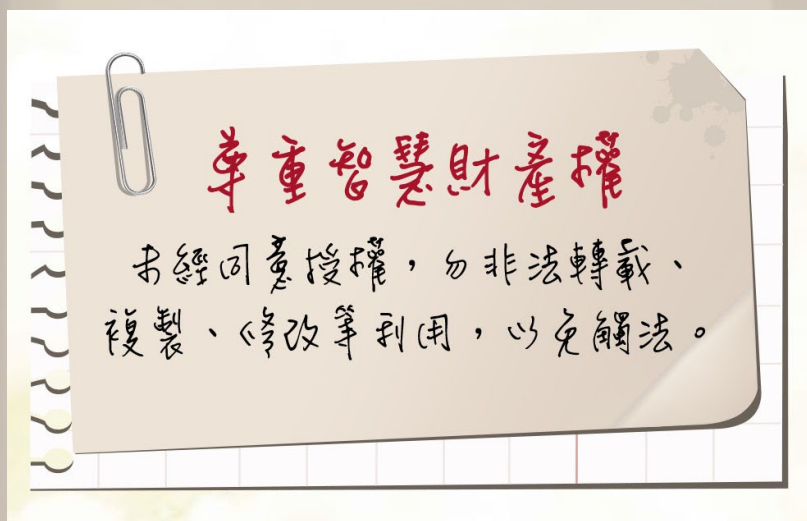 尊重智慧財產權
未經同意授權，勿非法轉載、
複製、修改等利用，以免觸法。